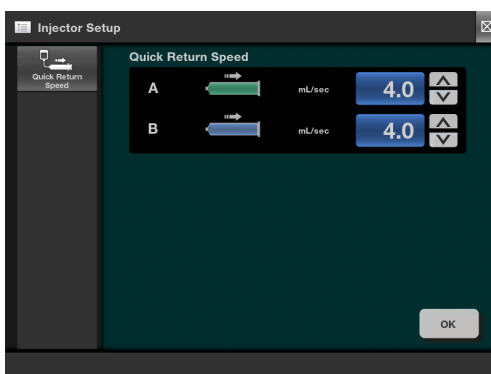 Injector Setup
Quick Return
Speed
Quick Return Speed
A mL/sec 4.0
B mL/sec 4.0
OK